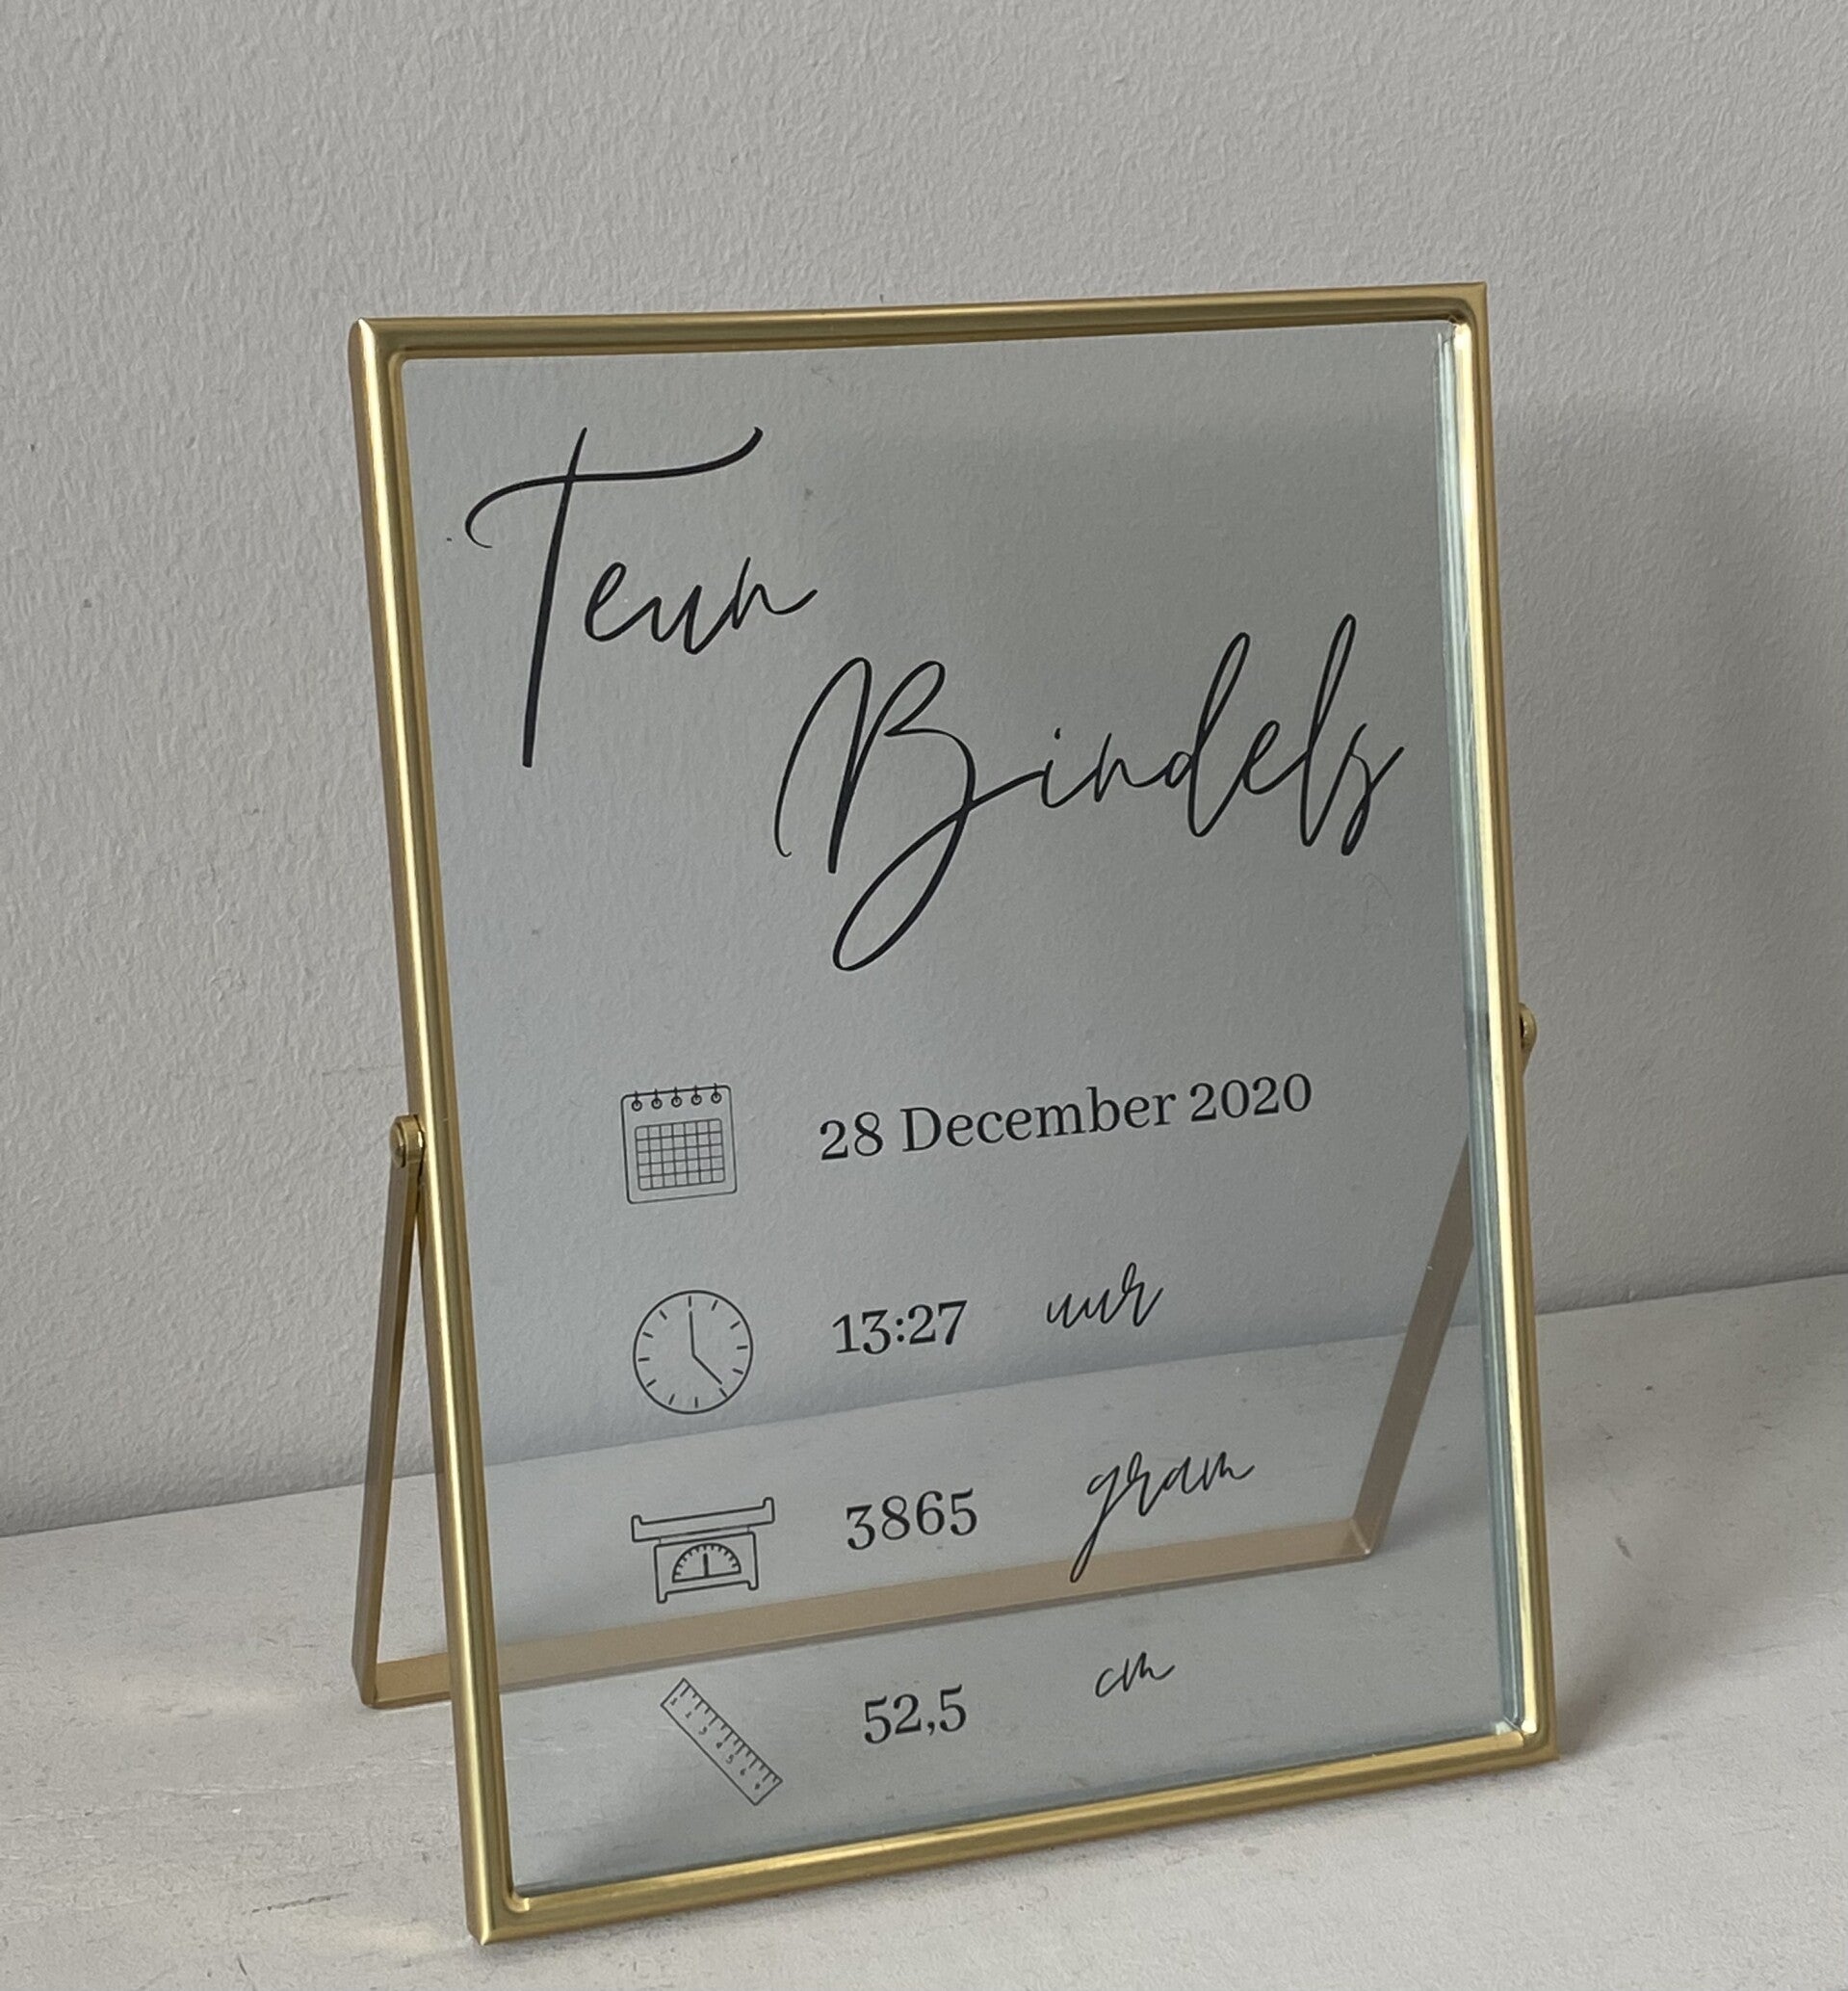 Teun
Bindels
28 December 2020
13:27 uur
3865 gram
52,5 cm